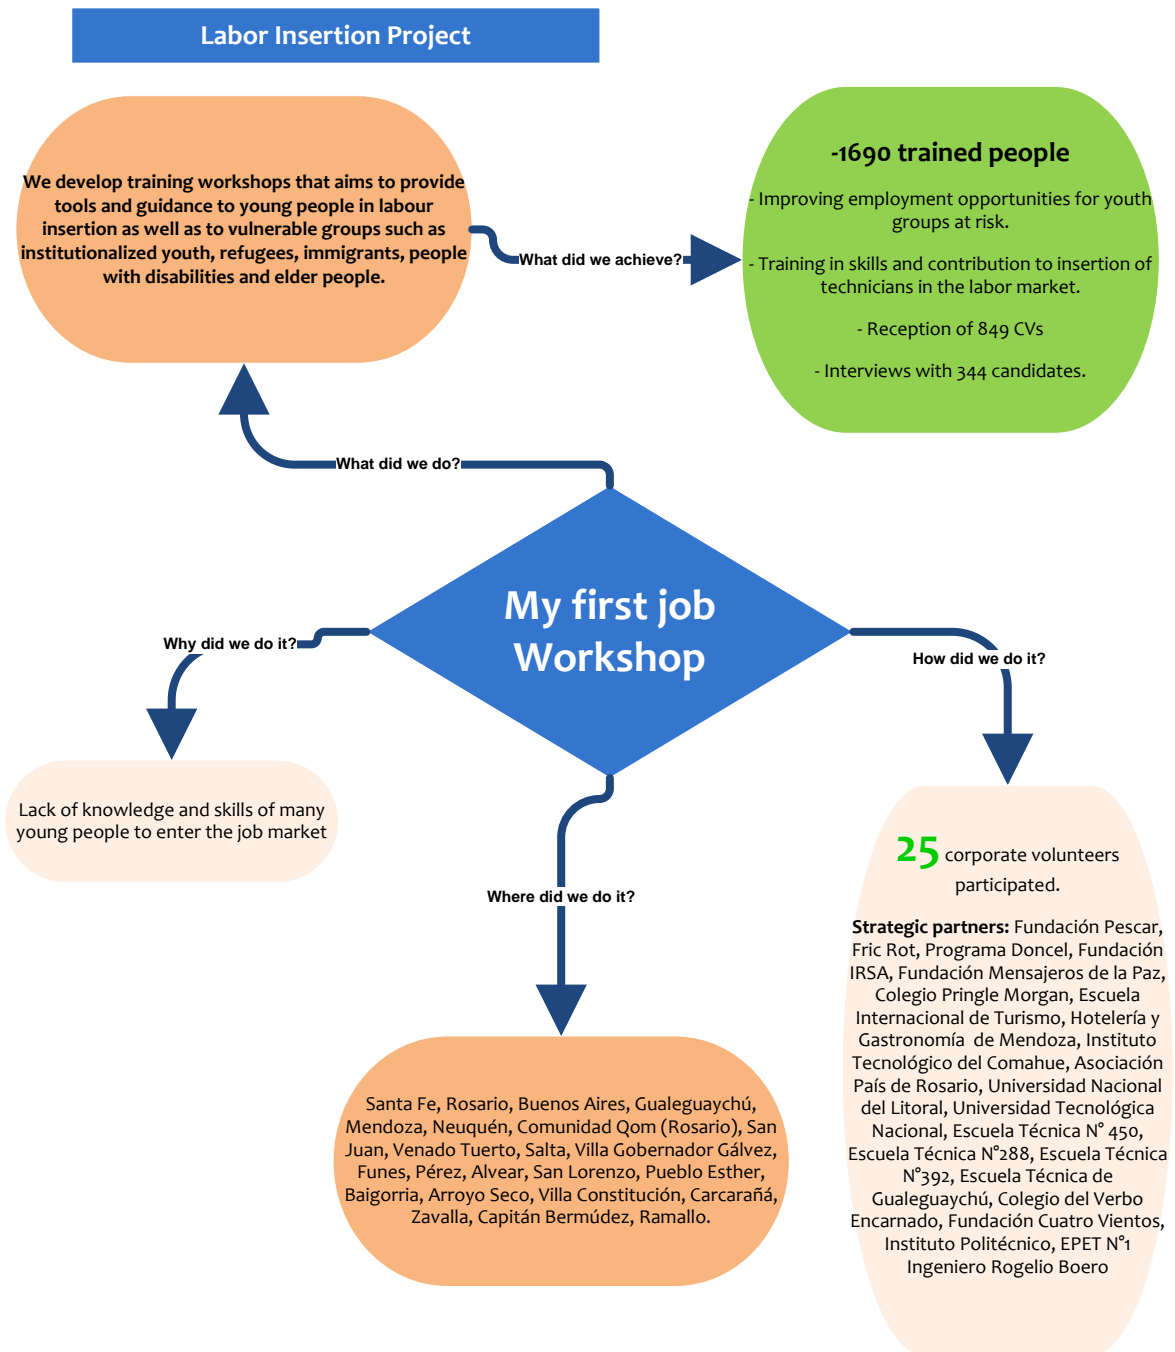 Labor Insertion Project
We develop training workshops that aims to provide
tools and guidance to young people in labour
insertion as well as to vulnerable groups such as
institutionalized youth, refugees, immigrants, people
with disabilities and elder people.
What did we achieve?
-1690 trained people
- Improving employment opportunities for youth
groups at risk.
- Training in skills and contribution to insertion of
technicians in the labor market.
- Reception of 849 CVs
- Interviews with 344 candidates.
What did we do?
My first job
Workshop
Why did we do it?
How did we do it?
Lack of knowledge and skills of many
young people to enter the job market
Where did we do it?
Santa Fe, Rosario, Buenos Aires, Gualeguaychú,
Mendoza, Neuquén, Comunidad Qom (Rosario), San
Juan, Venado Tuerto, Salta, Villa Gobernador Gálvez,
Funes, Pérez, Alvear, San Lorenzo, Pueblo Esther,
Baigorria, Arroyo Seco, Villa Constitución, Carcarañá,
Zavalla, Capitán Bermúdez, Ramallo.
25 corporate volunteers
participated.
Strategic partners: Fundación Pescar,
Fric Rot, Programa Doncel, Fundación
IRSA, Fundación Mensajeros de la Paz,
Colegio Pringle Morgan, Escuela
Internacional de Turismo, Hotelería y
Gastronomía de Mendoza, Instituto
Tecnológico del Comahue, Asociación
País de Rosario, Universidad Nacional
del Litoral, Universidad Tecnológica
Nacional, Escuela Técnica N° 450,
Escuela Técnica N°288, Escuela Técnica
N°392, Escuela Técnica de
Gualeguaychú, Colegio del Verbo
Encarnado, Fundación Cuatro Vientos,
Instituto Politécnico, EPET N°1
Ingeniero Rogelio Boero